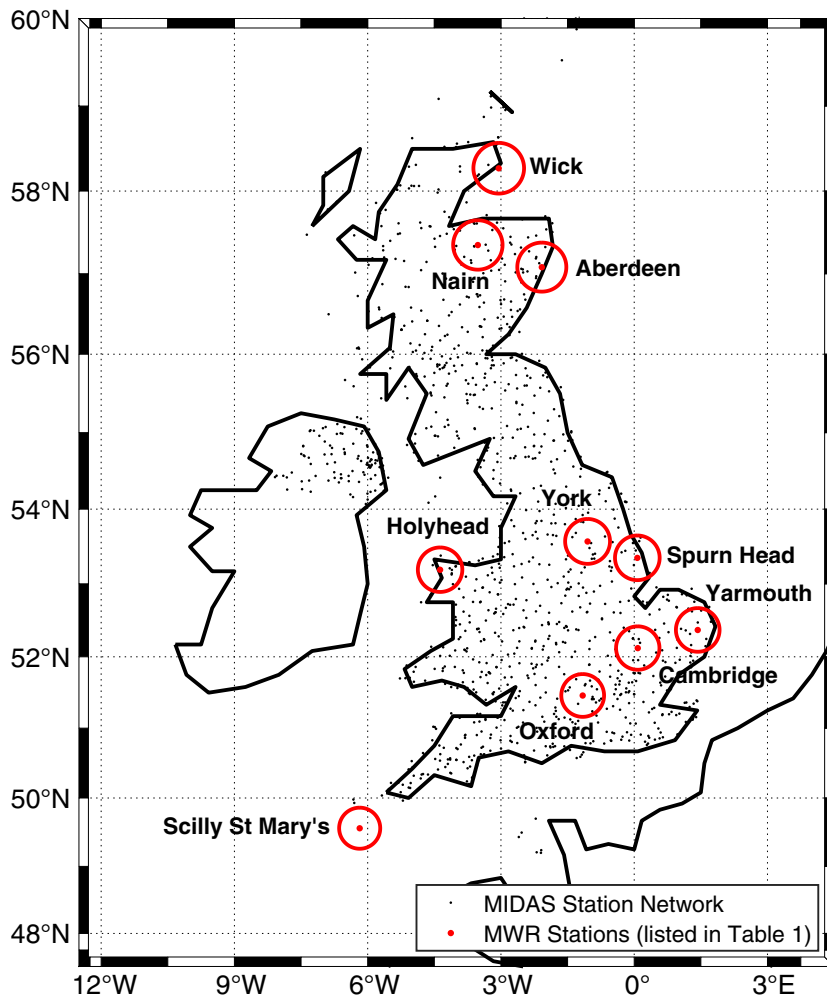 60°N
Wick
58°N
Nairn
Aberdeen
56°N
54°N
York
Holyhead
Spurn Head
Yarmouth
52°N
Cambridge
Oxford
50°N
Scilly St Mary's
MIDAS Station Network
MWR Stations (listed in Table 1)
48°N
12°W 9°W 6°W 3°W 0° 3°E